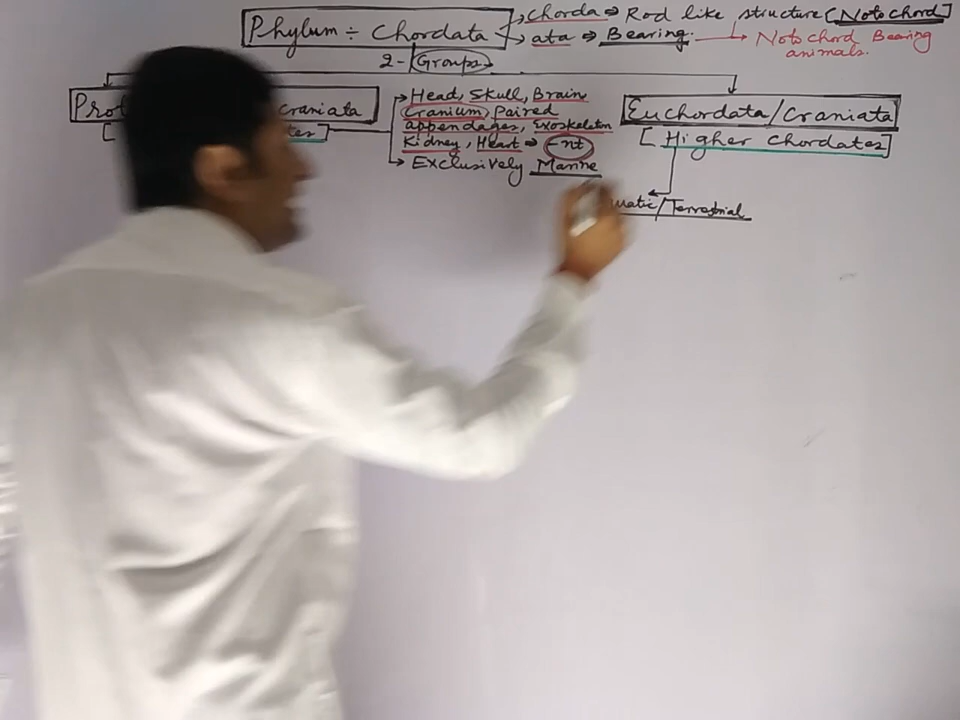 Phylum ÷ Chordata
chorda ⇒ Rod like structure [Notochord]
ata ⇒ Bearing. → Notochord Bearing animals.
2- Groups
craniata
Head, Skull, Brain
Cranium, paired
appendages, exoskeleton
Kidney, Heart ⇒
Exclusively Marine
Euchordata/Craniata
[Higher chordates]
/Terrestrial